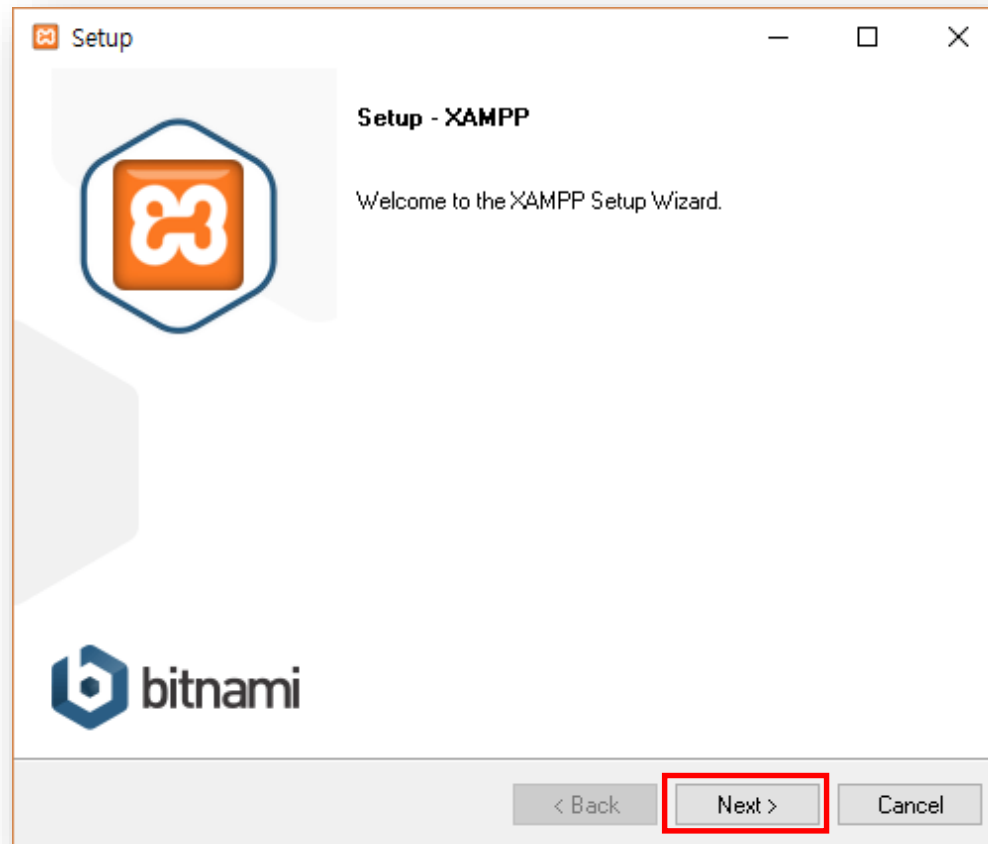 Setup
Setup - XAMPP
Welcome to the XAMPP Setup Wizard.
bitnami
< Back Next > Cancel